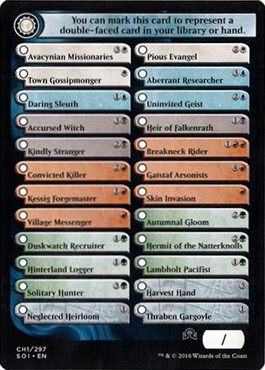 You can mark this card to represent a
double-faced card in your library or hand.
Avacynian Missionaries
Pious Evangel
Town Gossipmonger
Aberrant Researcher
Daring Sleuth
Uninvited Geist
Accursed Witch
Heir of Falkenrath
Kindly Stranger
Breakneck Rider
Convicted Killer
Gatstaf Arsonists
Kessig Forgemaster
Skin Invasion
Village Messenger
Autumnal Gloom
Duskwatch Recruiter
Hermit of the Natterknolls
Hinterland Logger
Lambholt Pacifist
Solitary Hunter
Harvest Hand
Neglected Heirloom
Thraben Gargoyle
CH1/297
SOI • EN
/
™ & © 2016 Wizards of the Coast